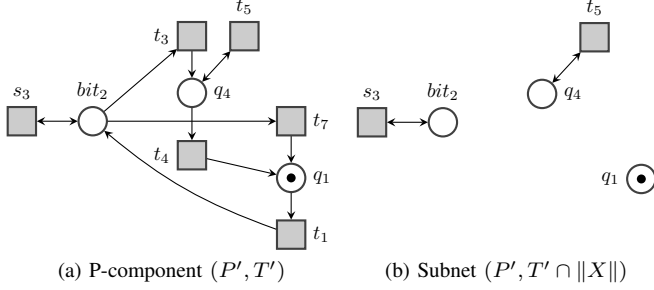 t₃
t₅
t₅
s₃
bit₂
q₄
s₃
bit₂
q₄
t₇
t₄
q₁
q₁
t₁
(a) P-component (P′, T′)
(b) Subnet (P′, T′ ∩ ‖X‖)